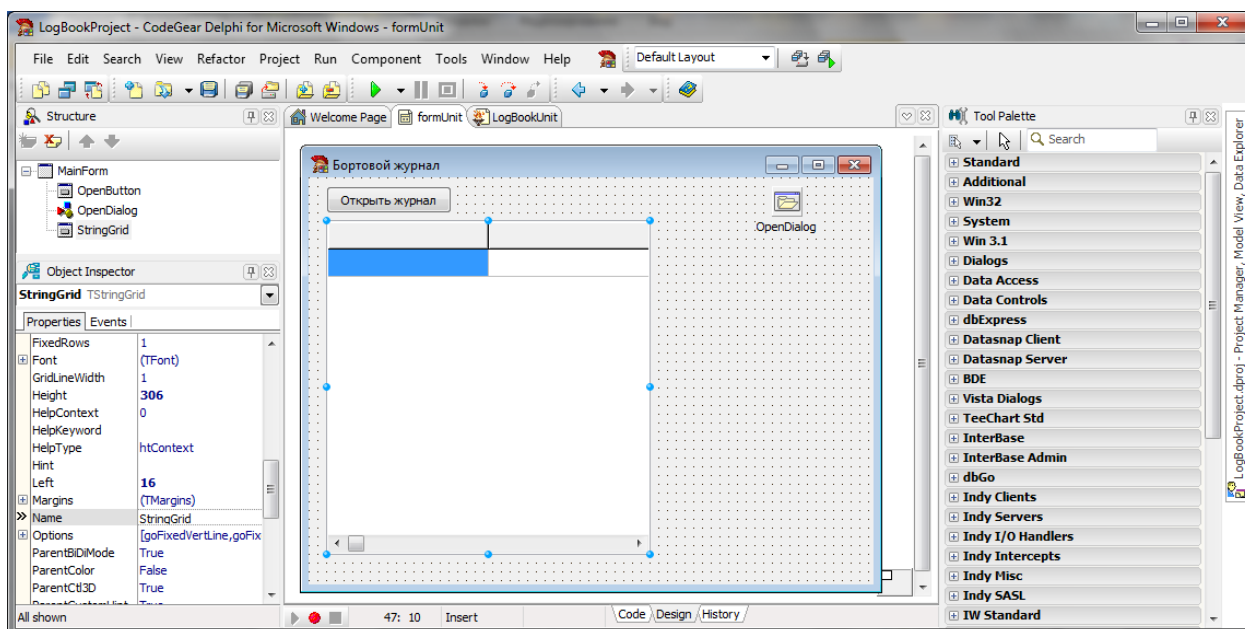 LogBookProject - CodeGear Delphi for Microsoft Windows - formUnit
File Edit Search View Refactor Project Run Component Tools Window Help
Default Layout
Structure
MainForm
OpenButton
OpenDialog
StringGrid
Object Inspector
StringGrid TStringGrid
Properties Events
FixedRows 1
Font (TFont)
GridLineWidth 1
Height 306
HelpContext 0
HelpKeyword
HelpType htContext
Hint
Left 16
Margins (TMargins)
Name StringGrid
Options [goFixedVertLine,goFix
ParentBiDiMode True
ParentColor False
ParentCtl3D True
All shown
Welcome Page formUnit LogBookUnit
Бортовой журнал
Открыть журнал
OpenDialog
47: 10 Insert
Code Design History
Tool Palette
Search
Standard
Additional
Win32
System
Win 3.1
Dialogs
Data Access
Data Controls
dbExpress
Datasnap Client
Datasnap Server
BDE
Vista Dialogs
TeeChart Std
InterBase
InterBase Admin
dbGo
Indy Clients
Indy Servers
Indy I/O Handlers
Indy Intercepts
Indy Misc
Indy SASL
IW Standard
LogBookProject.dproj - Project Manager, Model View, Data Explorer